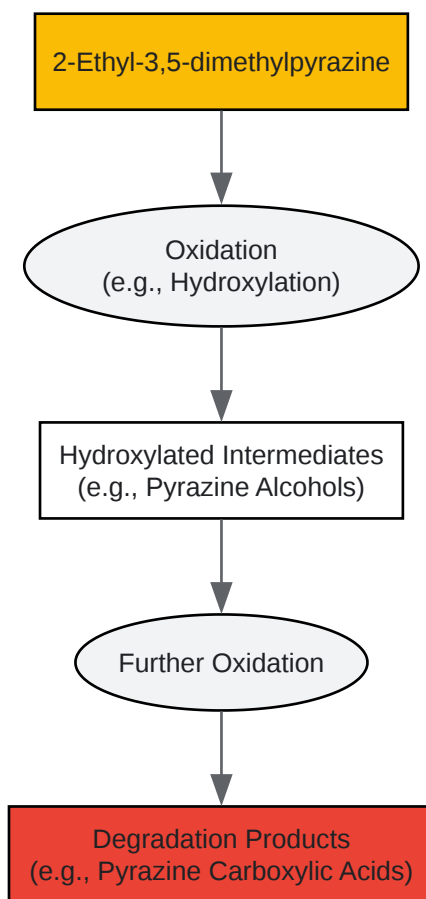 2-Ethyl-3,5-dimethylpyrazine
Oxidation
(e.g., Hydroxylation)
Hydroxylated Intermediates
(e.g., Pyrazine Alcohols)
Further Oxidation
Degradation Products
(e.g., Pyrazine Carboxylic Acids)